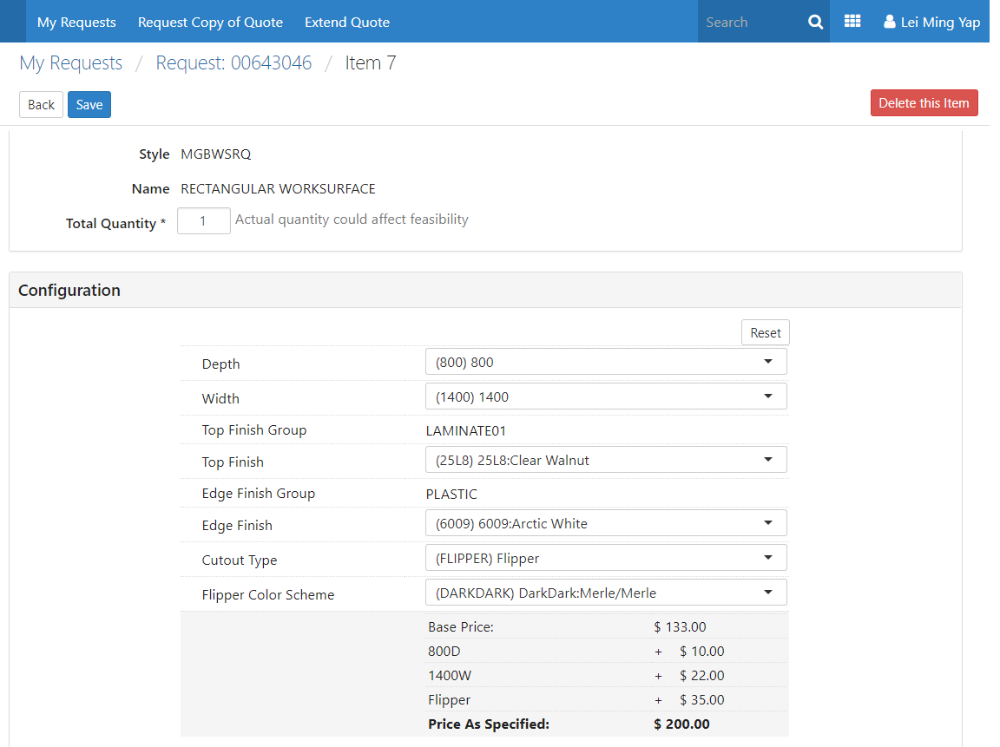 My Requests Request Copy of Quote Extend Quote Search Lei Ming Yap
My Requests / Request: 00643046 / Item 7
Back Save Delete this Item
Style MGBWSRQ
Name RECTANGULAR WORKSURFACE
Total Quantity * 1 Actual quantity could affect feasibility
Configuration
Reset
Depth (800) 800
Width (1400) 1400
Top Finish Group LAMINATE01
Top Finish (25L8) 25L8:Clear Walnut
Edge Finish Group PLASTIC
Edge Finish (6009) 6009:Arctic White
Cutout Type (FLIPPER) Flipper
Flipper Color Scheme (DARKDARK) DarkDark:Merle/Merle
Base Price: $ 133.00
800D + $ 10.00
1400W + $ 22.00
Flipper + $ 35.00
Price As Specified: $ 200.00